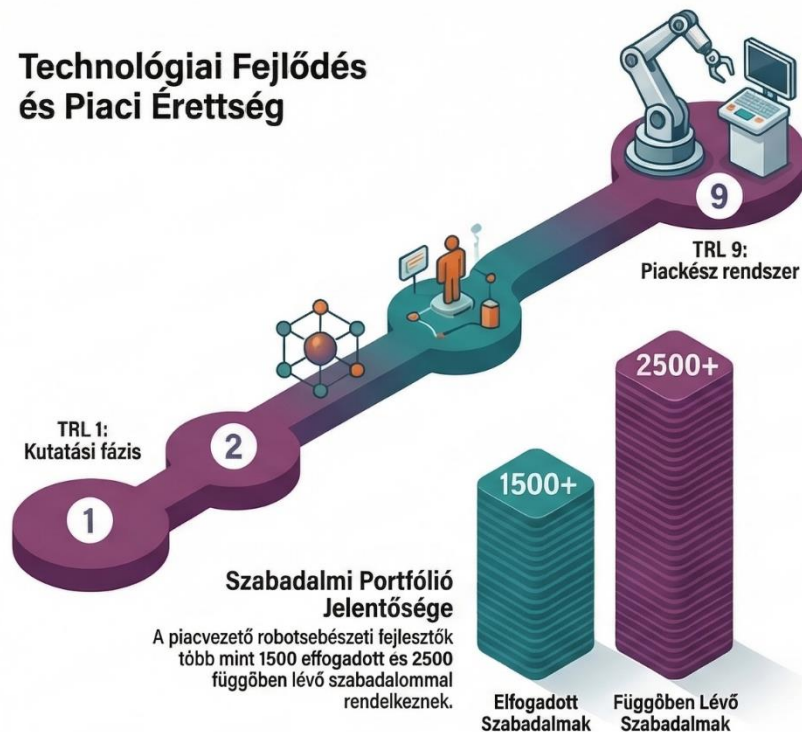 Technológiai Fejlődés
és Piaci Érettség
9
TRL 9:
Piackész rendszer
TRL 1:
Kutatási fázis
2
1
2500+
1500+
Szabadalmi Portfólió
Jelentősége
A piacvezető robotsebészeti fejlesztők
több mint 1500 effogadott és 2500
függőben lévő szabadalommal
rendelkeznek.
Elfogadott
Szabadalmak
Függőben Lévő
Szabadalmak